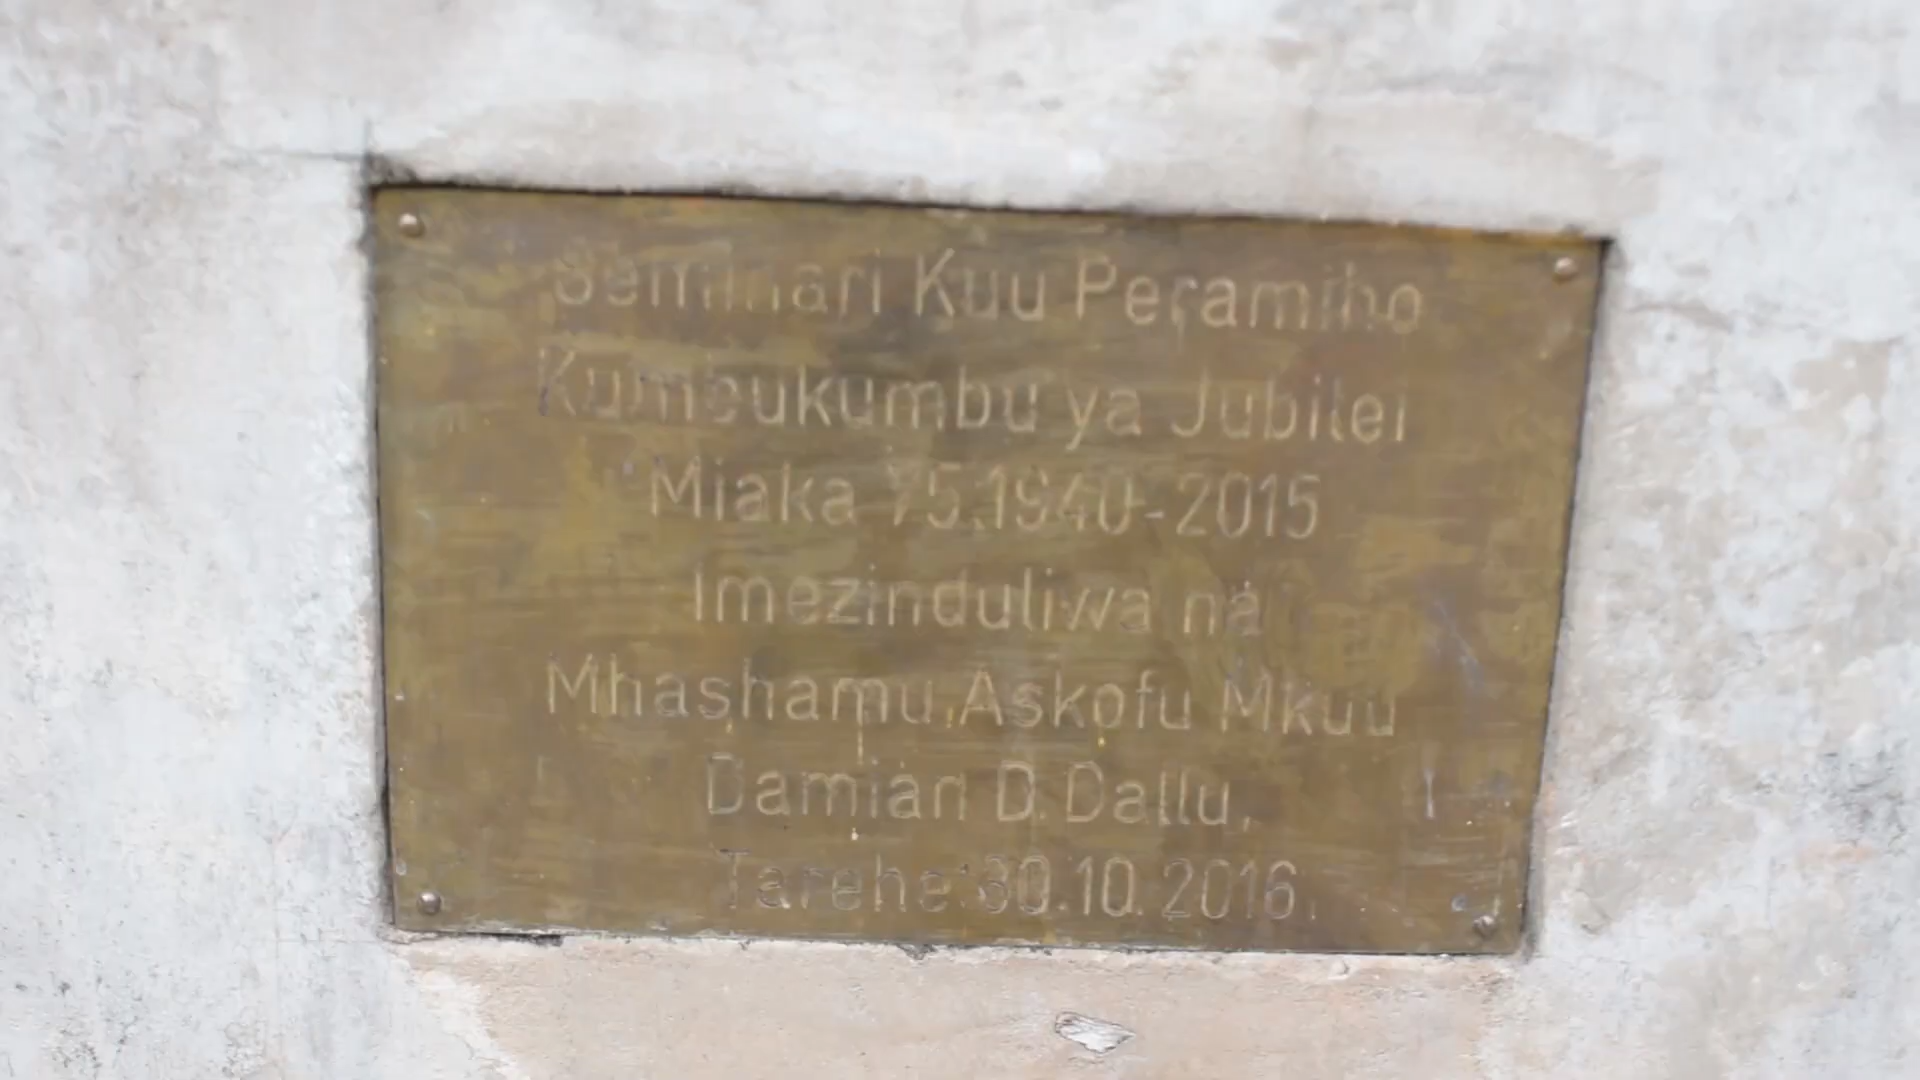 Seminari Kuu Peramiho
Kumbukumbu ya Jubilei
Miaka 75.1940-2015
Imezinduliwa na
Mhashamu Askofu Mkuu
Damian D. Dallu.
Tarehe:30.10.2016.